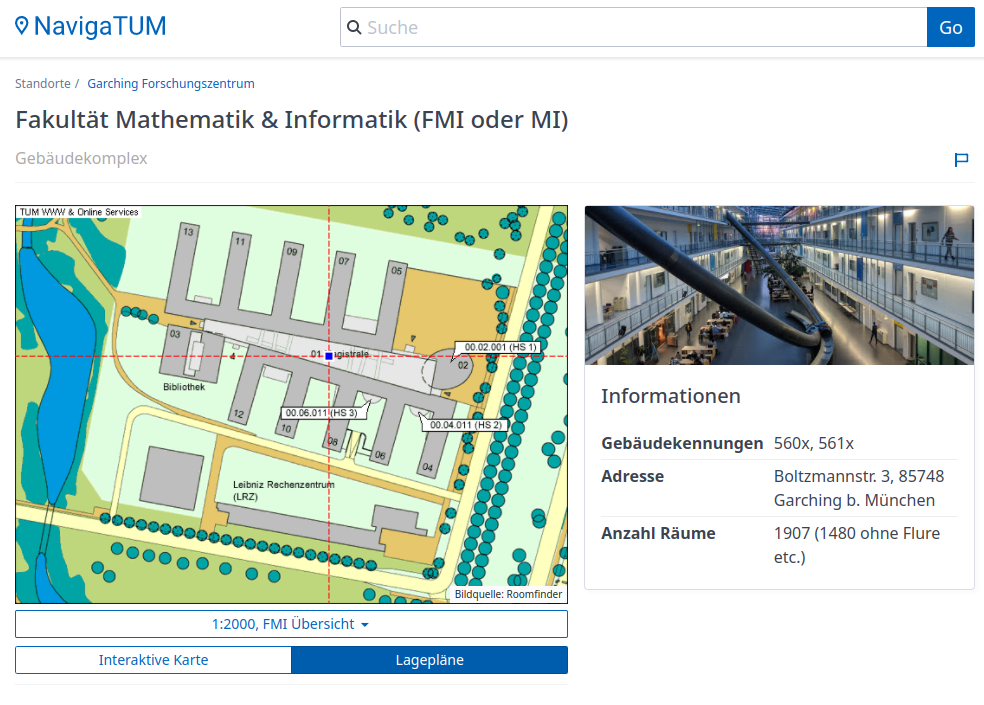 NavigaTUM
Suche
Go
Standorte / Garching Forschungszentrum
Fakultät Mathematik & Informatik (FMI oder MI)
Gebäudekomplex
TUM WWW & Online Services
13
11
09
07
05
03
4
01
gistrale
00.02.001 (HS 1)
02
Bibliothek
12
10
00.06.011 (HS 3)
08
06
00.04.011 (HS 2)
04
Leibniz Rechenzentrum
(LRZ)
Bildquelle: Roomfinder
1:2000, FMI Übersicht
Interaktive Karte
Lagepläne
Informationen
Gebäudekennungen 560x, 561x
Adresse Boltzmannstr. 3, 85748
Garching b. München
Anzahl Räume 1907 (1480 ohne Flure
etc.)